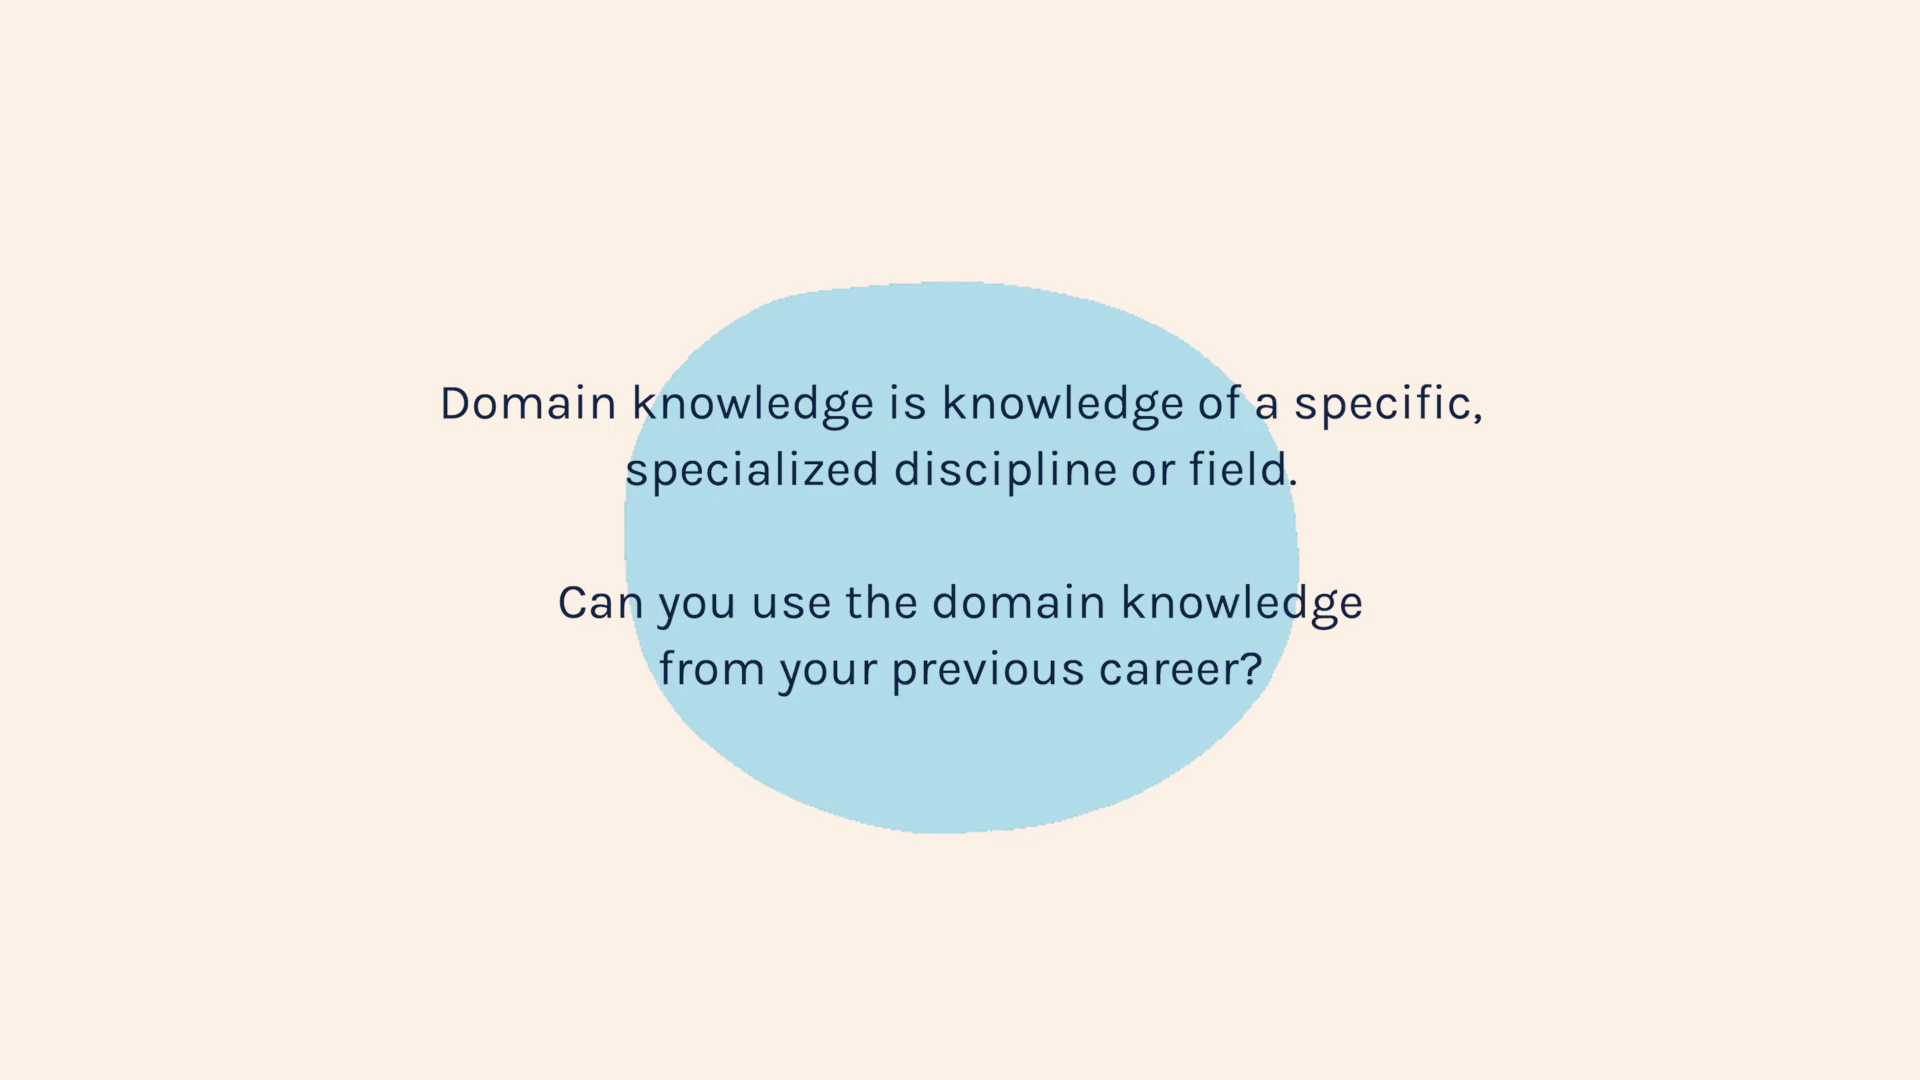 Domain knowledge is knowledge of a specific,
specialized discipline or field.
Can you use the domain knowledge
from your previous career?